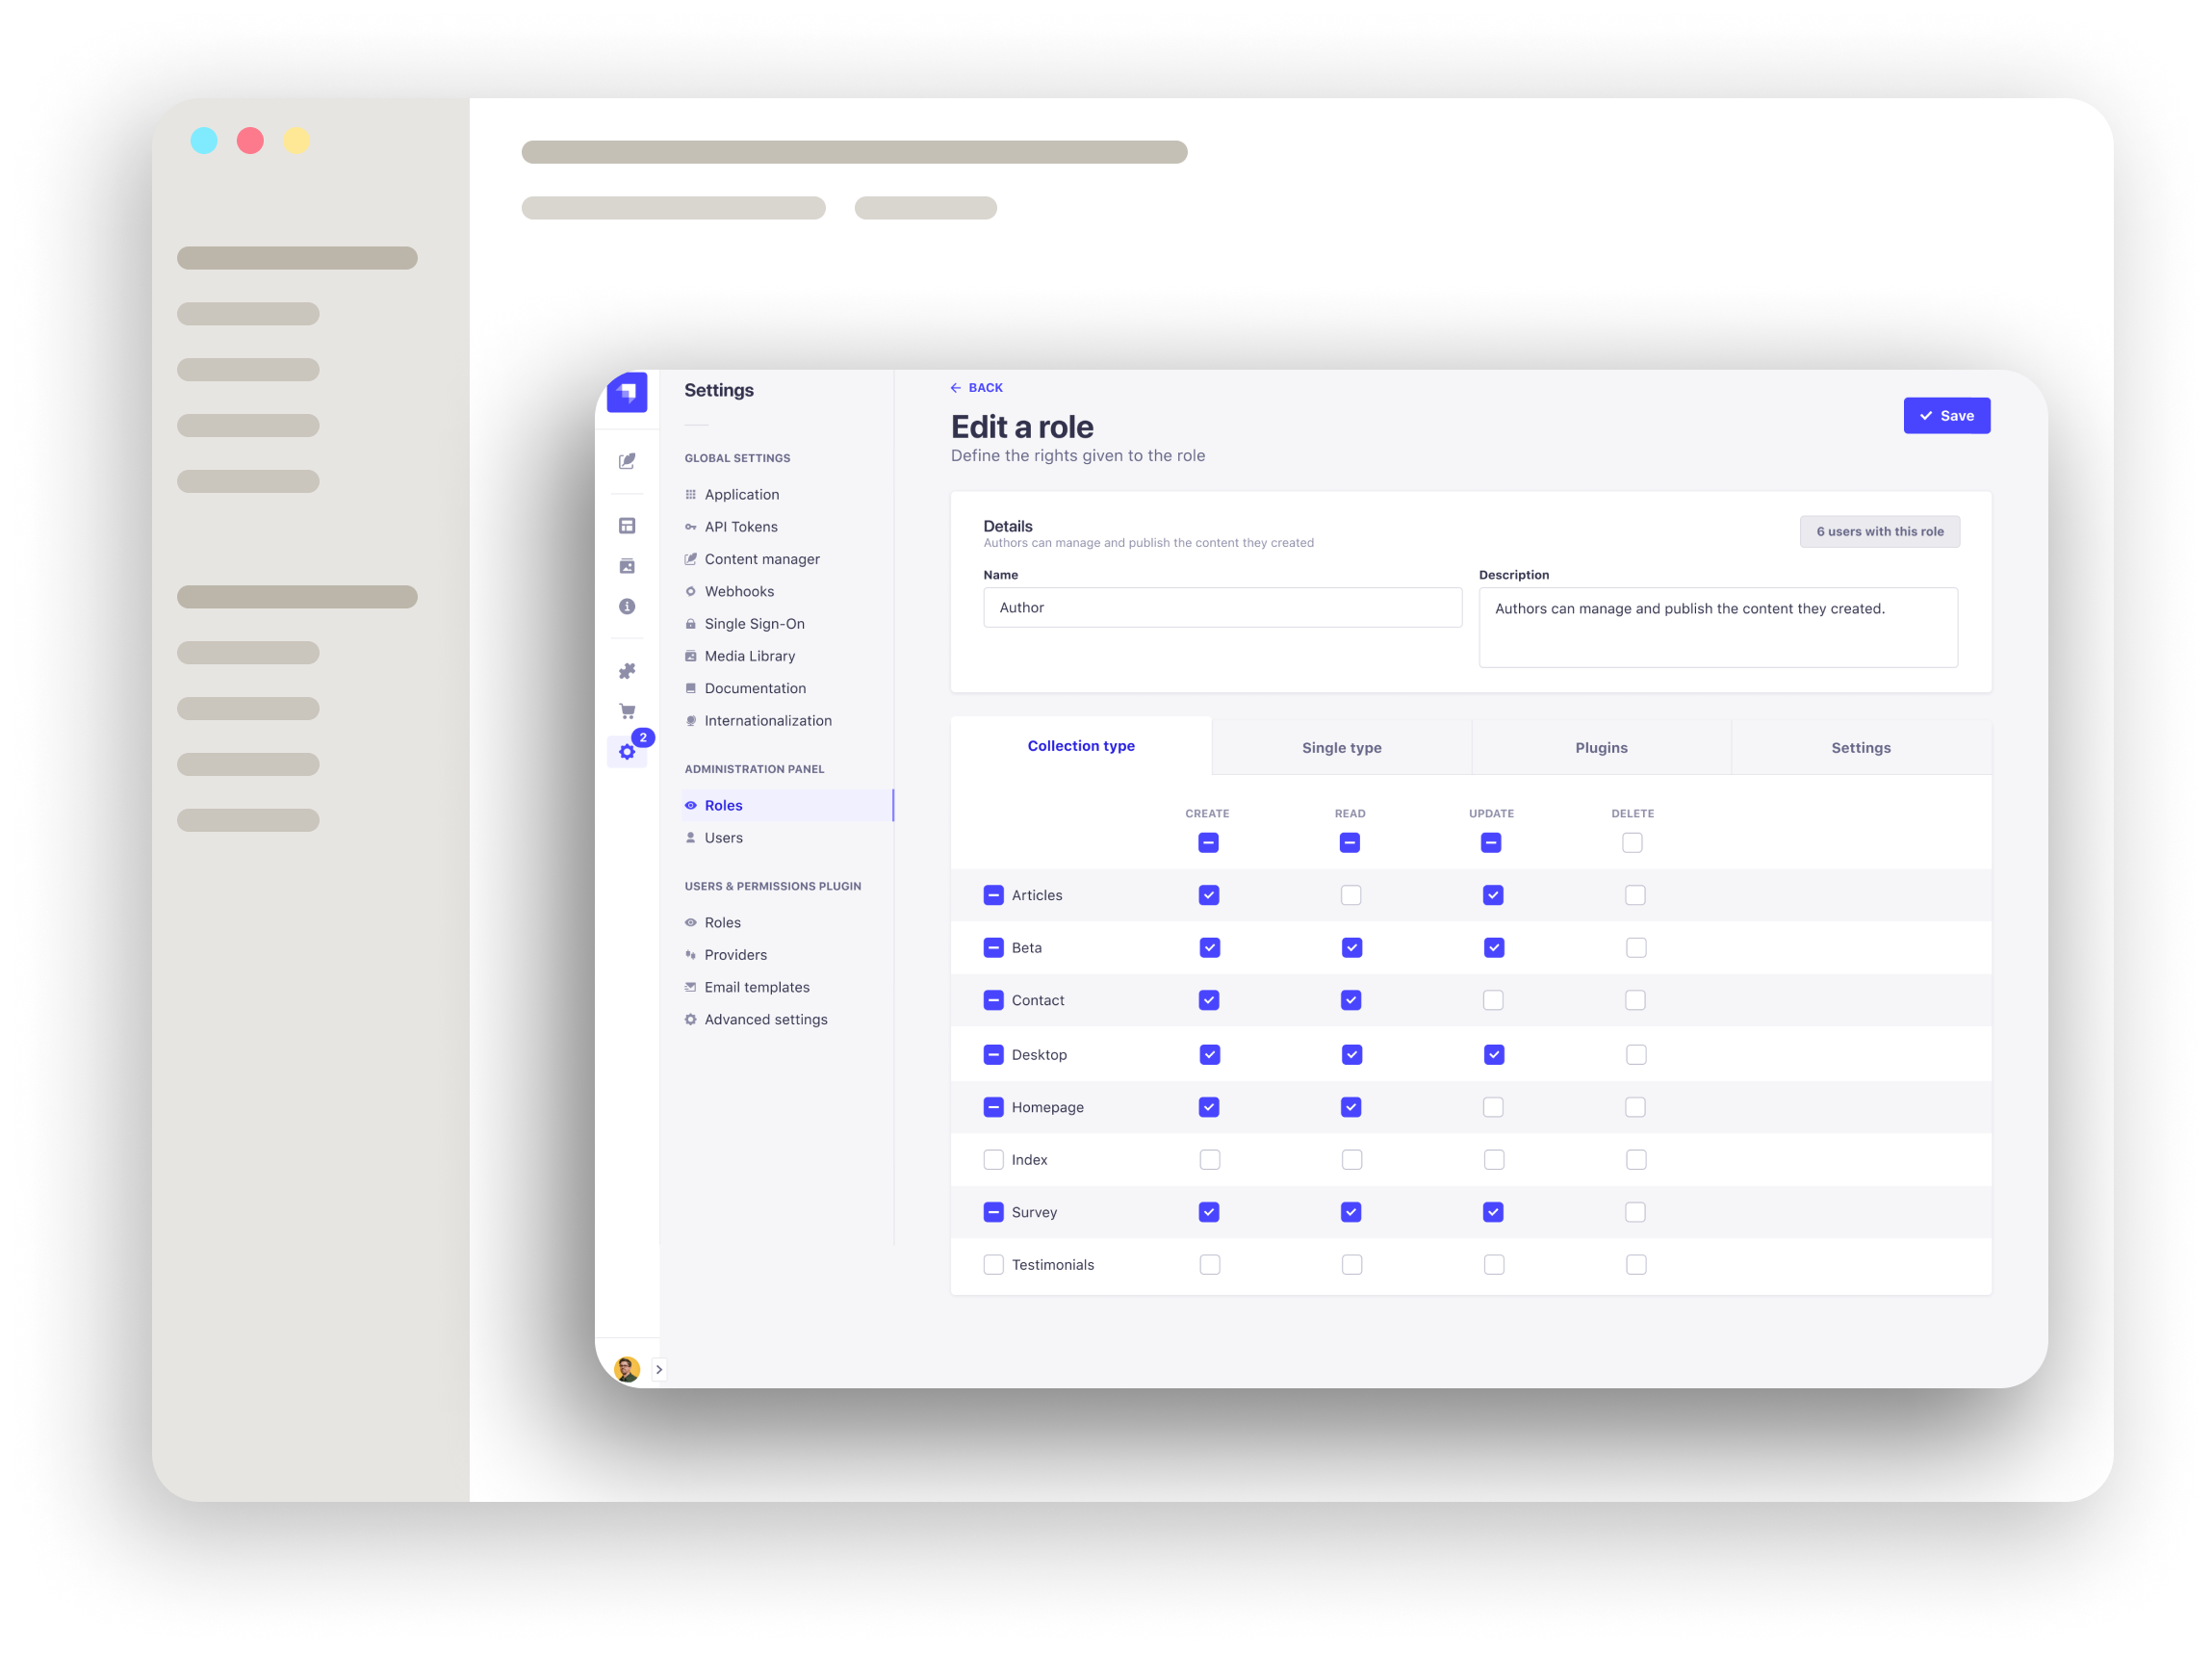 Settings
GLOBAL SETTINGS
Application
API Tokens
Content manager
Webhooks
Single Sign-On
Media Library
Documentation
Internationalization
2
ADMINISTRATION PANEL
Roles
Users
USERS & PERMISSIONS PLUGIN
Roles
Providers
Email templates
Advanced settings
BACK
Edit a role
Define the rights given to the role
Save
Details
Authors can manage and publish the content they created
6 users with this role
Name
Description
Author
Authors can manage and publish the content they created.
Collection type Single type Plugins Settings
CREATE READ UPDATE DELETE
Articles
Beta
Contact
Desktop
Homepage
Index
Survey
Testimonials